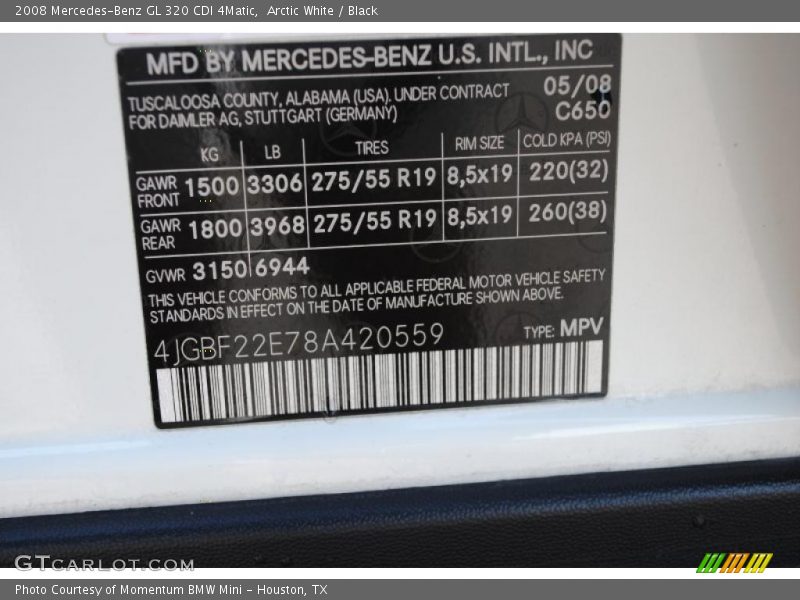 2008 Mercedes-Benz GL 320 CDI 4Matic,  Arctic White / Black
MFD BY MERCEDES-BENZ U.S. INTL., INC
TUSCALOOSA COUNTY, ALABAMA (USA). UNDER CONTRACT 05/08
FOR DAIMLER AG, STUTTGART (GERMANY) C650
KG LB TIRES RIM SIZE COLD KPA (PSI)
GAWR FRONT 1500 3306 275/55 R19 8,5x19 220(32)
GAWR REAR 1800 3968 275/55 R19 8,5x19 260(38)
GVWR 3150 6944
THIS VEHICLE CONFORMS TO ALL APPLICABLE FEDERAL MOTOR VEHICLE SAFETY
STANDARDS IN EFFECT ON THE DATE OF MANUFACTURE SHOWN ABOVE.
4JGBF22E78A420559 TYPE: MPV
GTCARLOT.COM
Photo Courtesy of Momentum BMW Mini - Houston, TX